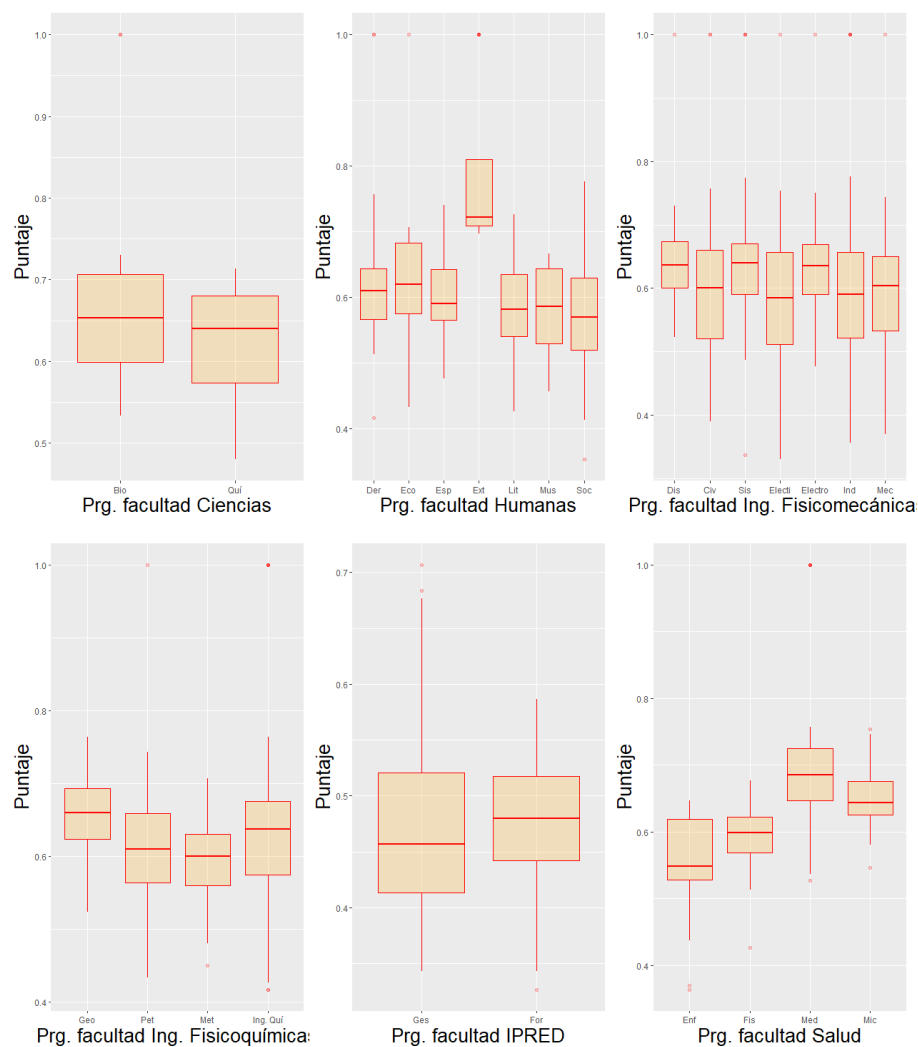 Puntaje
1.0
0.9
0.8
0.7
0.6
0.5
Bio Quí
Prg. facultad Ciencias
Puntaje
1.0
0.8
0.6
0.4
Der Eco Esp Ext Lit Mus Soc
Prg. facultad Humanas
Puntaje
1.0
0.8
0.6
0.4
Dis Civ Sis Electi Electro Ind Mec
Prg. facultad Ing. Fisicomecánicas
Puntaje
1.0
0.8
0.6
0.4
Geo Pet Met Ing. Quí
Prg. facultad Ing. Fisicoquímicas
Puntaje
0.7
0.6
0.5
0.4
Ges For
Prg. facultad IPRED
Puntaje
1.0
0.8
0.6
0.4
Enf Fis Med Mic
Prg. facultad Salud